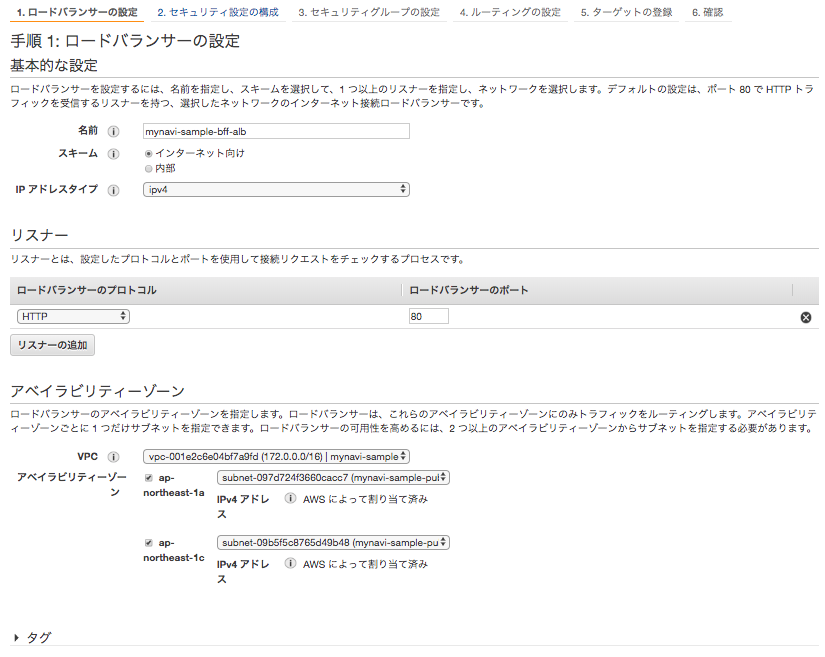 1. ロードバランサーの設定 2. セキュリティ設定の構成 3. セキュリティグループの設定 4. ルーティングの設定 5. ターゲットの登録 6. 確認
手順 1: ロードバランサーの設定
基本的な設定
ロードバランサーを設定するには、名前を指定し、スキームを選択して、1 つ以上のリスナーを指定し、ネットワークを選択します。デフォルトの設定は、ポート 80 で HTTP トラ
フィックを受信するリスナーを持つ、選択したネットワークのインターネット接続ロードバランサーです。
名前 i mynavi-sample-bff-alb
スキーム i インターネット向け
内部
IP アドレスタイプ i ipv4
リスナー
リスナーとは、設定したプロトコルとポートを使用して接続リクエストをチェックするプロセスです。
ロードバランサーのプロトコル ロードバランサーのポート
HTTP 80
リスナーの追加
アベイラビリティーゾーン
ロードバランサーのアベイラビリティーゾーンを指定します。ロードバランサーは、これらのアベイラビリティーゾーンにのみトラフィックをルーティングします。アベイラビリテ
ィーゾーンごとに 1 つだけサブネットを指定できます。ロードバランサーの可用性を高めるには、2 つ以上のアベイラビリティーゾーンからサブネットを指定する必要があります。
VPC i vpc-001e2c6e04bf7a9fd (172.0.0.0/16) | mynavi-sample
アベイラビリティーゾー ap- subnet-097d724f3660cacc7 (mynavi-sample-pul
ン northeast-1a IPv4 アドレ i AWS によって割り当て済み
ス
ap- subnet-09b5f5c8765d49b48 (mynavi-sample-pu
northeast-1c IPv4 アドレ i AWS によって割り当て済み
ス
タグ